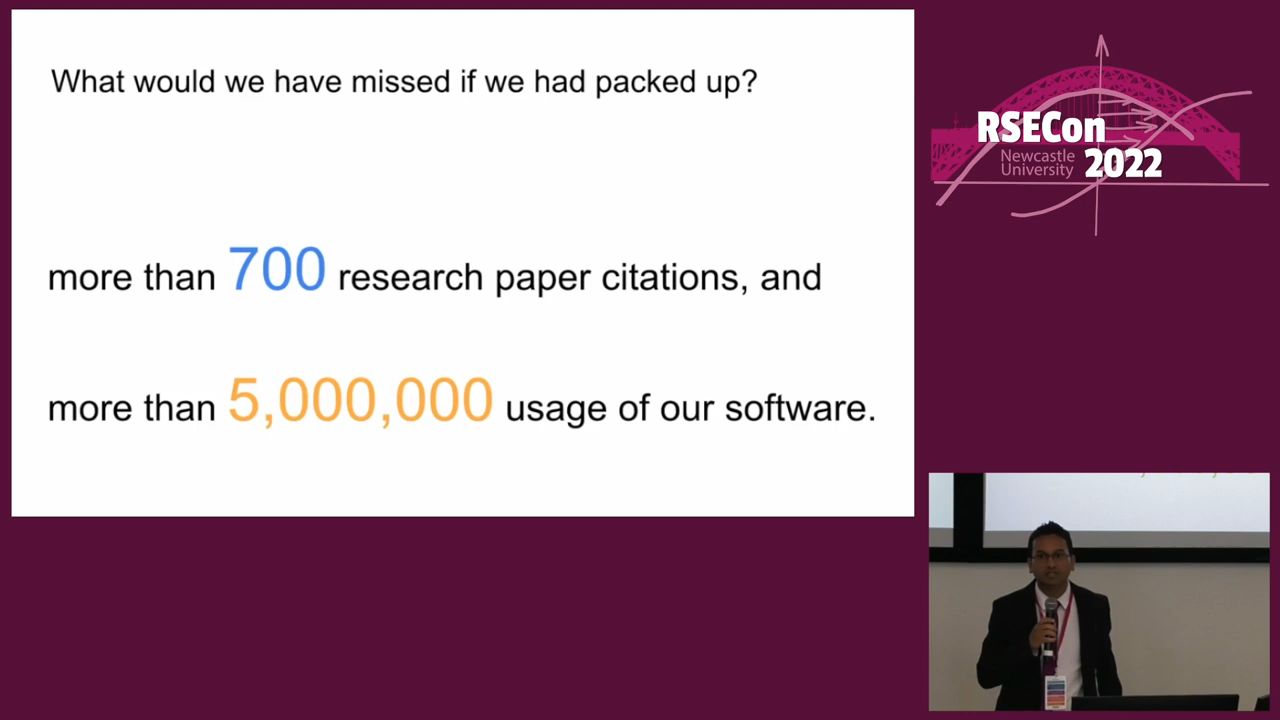 What would we have missed if we had packed up?
more than 700 research paper citations, and
more than 5,000,000 usage of our software.
RSECon
Newcastle
University
2022